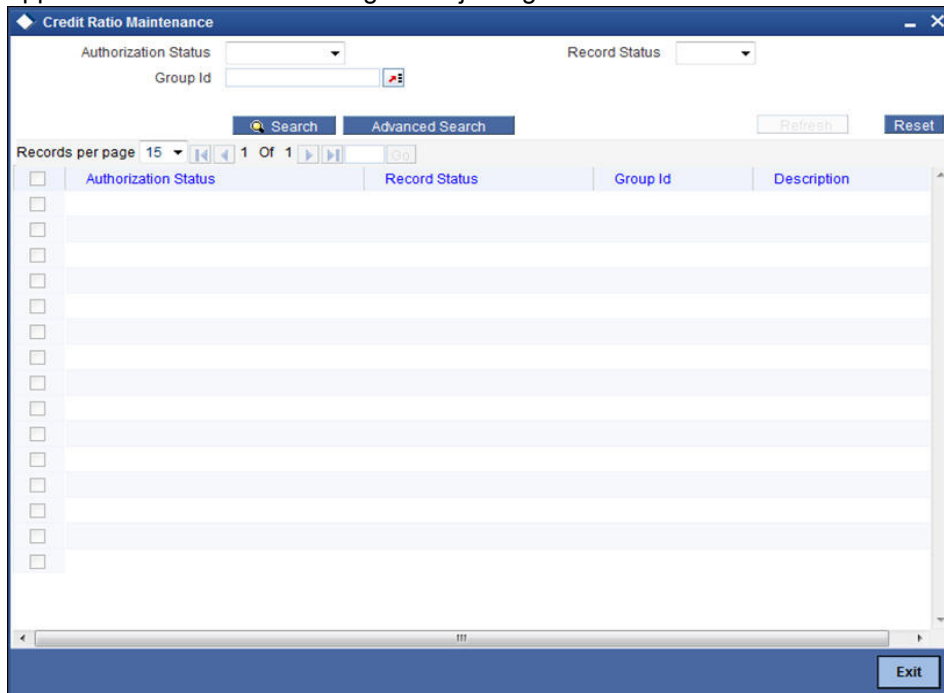 Credit Ratio Maintenance
Authorization Status Record Status
Group Id
Search Advanced Search Refresh Reset
Records per page 15 1 Of 1 Go
Authorization Status Record Status Group Id Description
Exit